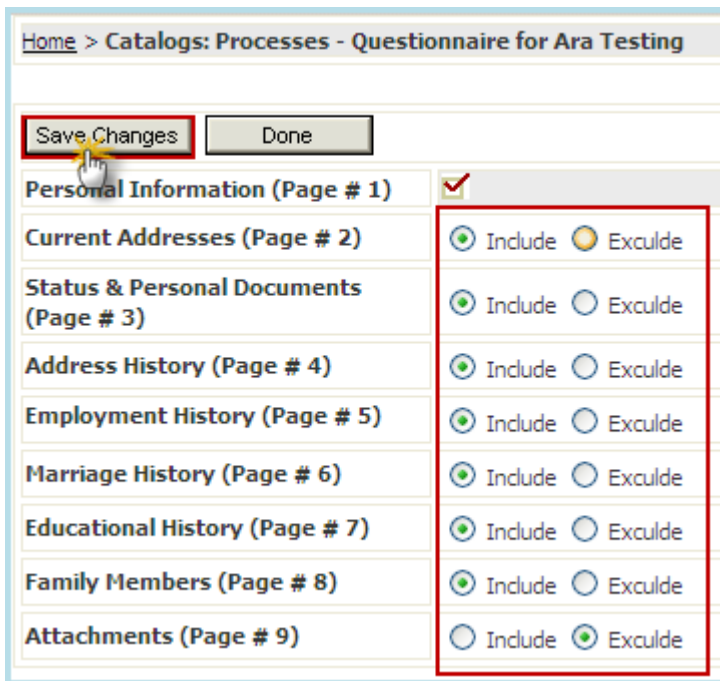 Home > Catalogs: Processes - Questionnaire for Ara Testing
Save Changes Done
Personal Information (Page # 1)
Current Addresses (Page # 2) Include Exculde
Status & Personal Documents
(Page # 3) Include Exculde
Address History (Page # 4) Include Exculde
Employment History (Page # 5) Include Exculde
Marriage History (Page # 6) Include Exculde
Educational History (Page # 7) Include Exculde
Family Members (Page # 8) Include Exculde
Attachments (Page # 9) Include Exculde